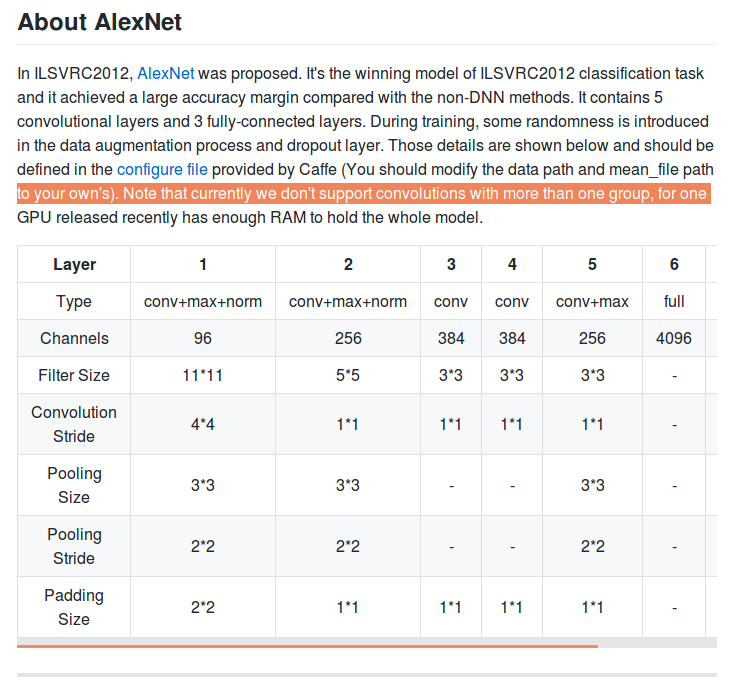 About AlexNet
In ILSVRC2012, AlexNet was proposed. It's the winning model of ILSVRC2012 classification task
and it achieved a large accuracy margin compared with the non-DNN methods. It contains 5
convolutional layers and 3 fully-connected layers. During training, some randomness is introduced
in the data augmentation process and dropout layer. Those details are shown below and should be
defined in the configure file provided by Caffe (You should modify the data path and mean_file path
to your own's). Note that currently we don't support convolutions with more than one group, for one
GPU released recently has enough RAM to hold the whole model.
Layer 1 2 3 4 5 6
Type conv+max+norm conv+max+norm conv conv conv+max full
Channels 96 256 384 384 256 4096
Filter Size 11*11 5*5 3*3 3*3 3*3 -
Convolution
Stride 4*4 1*1 1*1 1*1 1*1 -
Pooling
Size 3*3 3*3 - - 3*3 -
Pooling
Stride 2*2 2*2 - - 2*2 -
Padding
Size 2*2 1*1 1*1 1*1 1*1 -